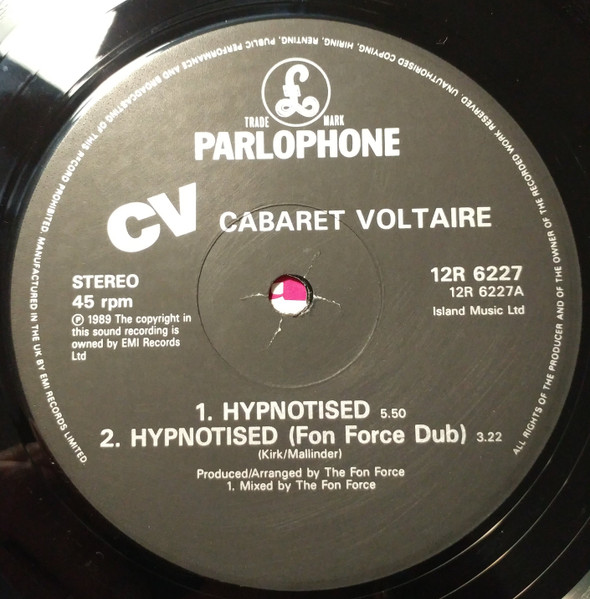 ALL RIGHTS OF THE PRODUCER AND OF THE OWNER OF THE RECORDED WORK RESERVED. UNAUTHORISED COPYING, HIRING, RENTING, PUBLIC PERFORMANCE AND BROADCASTING OF THIS RECORD PROHIBITED. MANUFACTURED IN THE UK BY EMI RECORDS LIMITED.
£
TRADE MARK
PARLOPHONE
CV CABARET VOLTAIRE
STEREO
45 rpm
℗ 1989 The copyright in
this sound recording is
owned by EMI Records
Ltd
12R 6227
12R 6227A
Island Music Ltd
1. HYPNOTISED 5.50
2. HYPNOTISED (Fon Force Dub) 3.22
(Kirk/Mallinder)
Produced/Arranged by The Fon Force
1. Mixed by The Fon Force